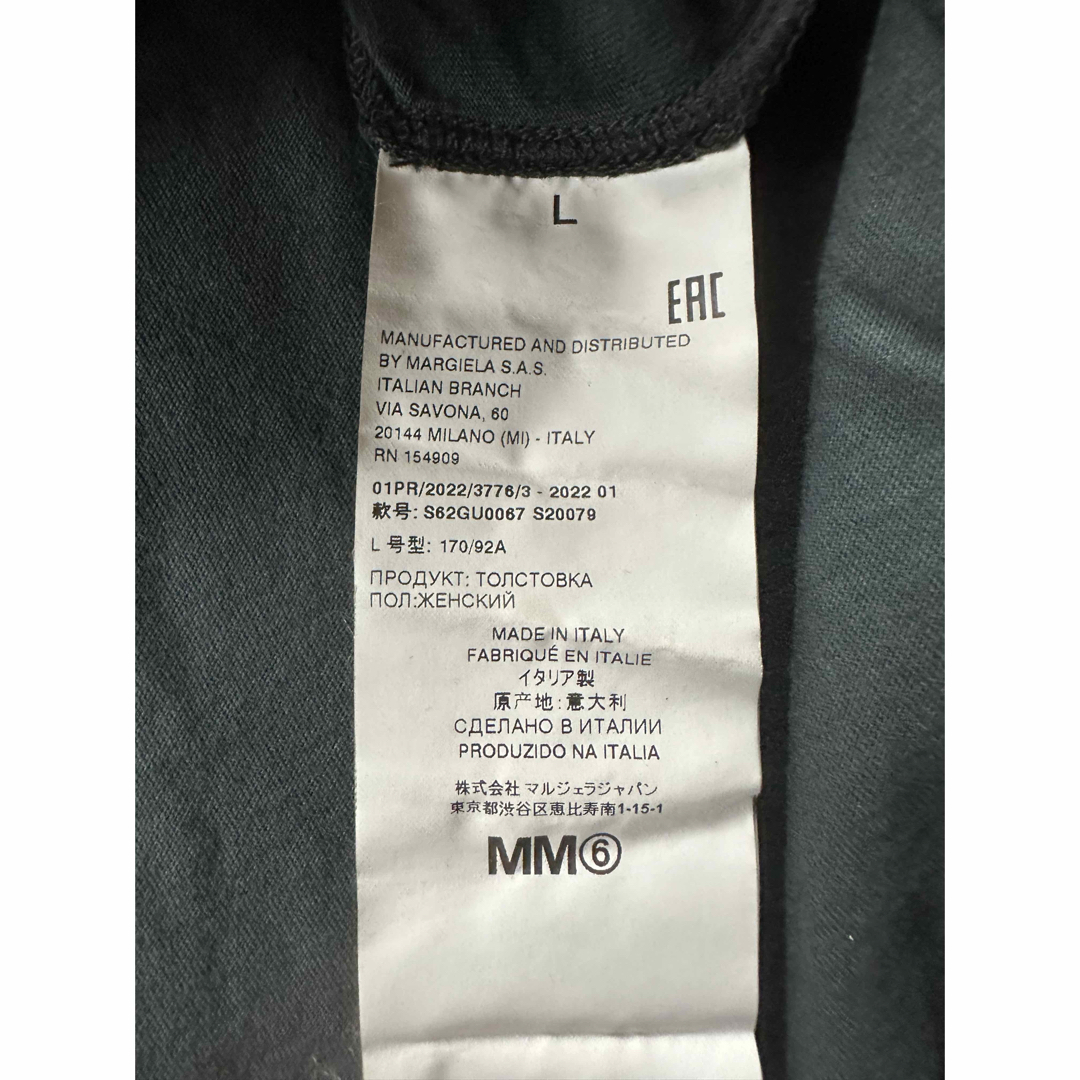 L
EAC
MANUFACTURED AND DISTRIBUTED
BY MARGIELA S.A.S.
ITALIAN BRANCH
VIA SAVONA, 60
20144 MILANO (MI) - ITALY
RN 154909
01PR/2022/3776/3 - 2022 01
款号: S62GU0067 S20079
L 号型: 170/92A
ПРОДУКТ: ТОЛСТОВКА
ПОЛ:ЖЕНСКИЙ
MADE IN ITALY
FABRIQUÉ EN ITALIE
イタリア製
原产地:意大利
СДЕЛАНО В ИТАЛИИ
PRODUZIDO NA ITALIA
株式会社 マルジェラジャパン
東京都渋谷区恵比寿南1-15-1
MM⑥